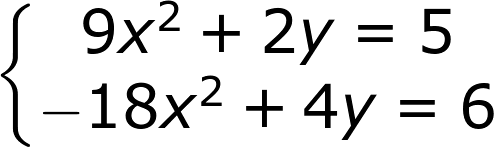 9x² + 2y = 5
−18x² + 4y = 6